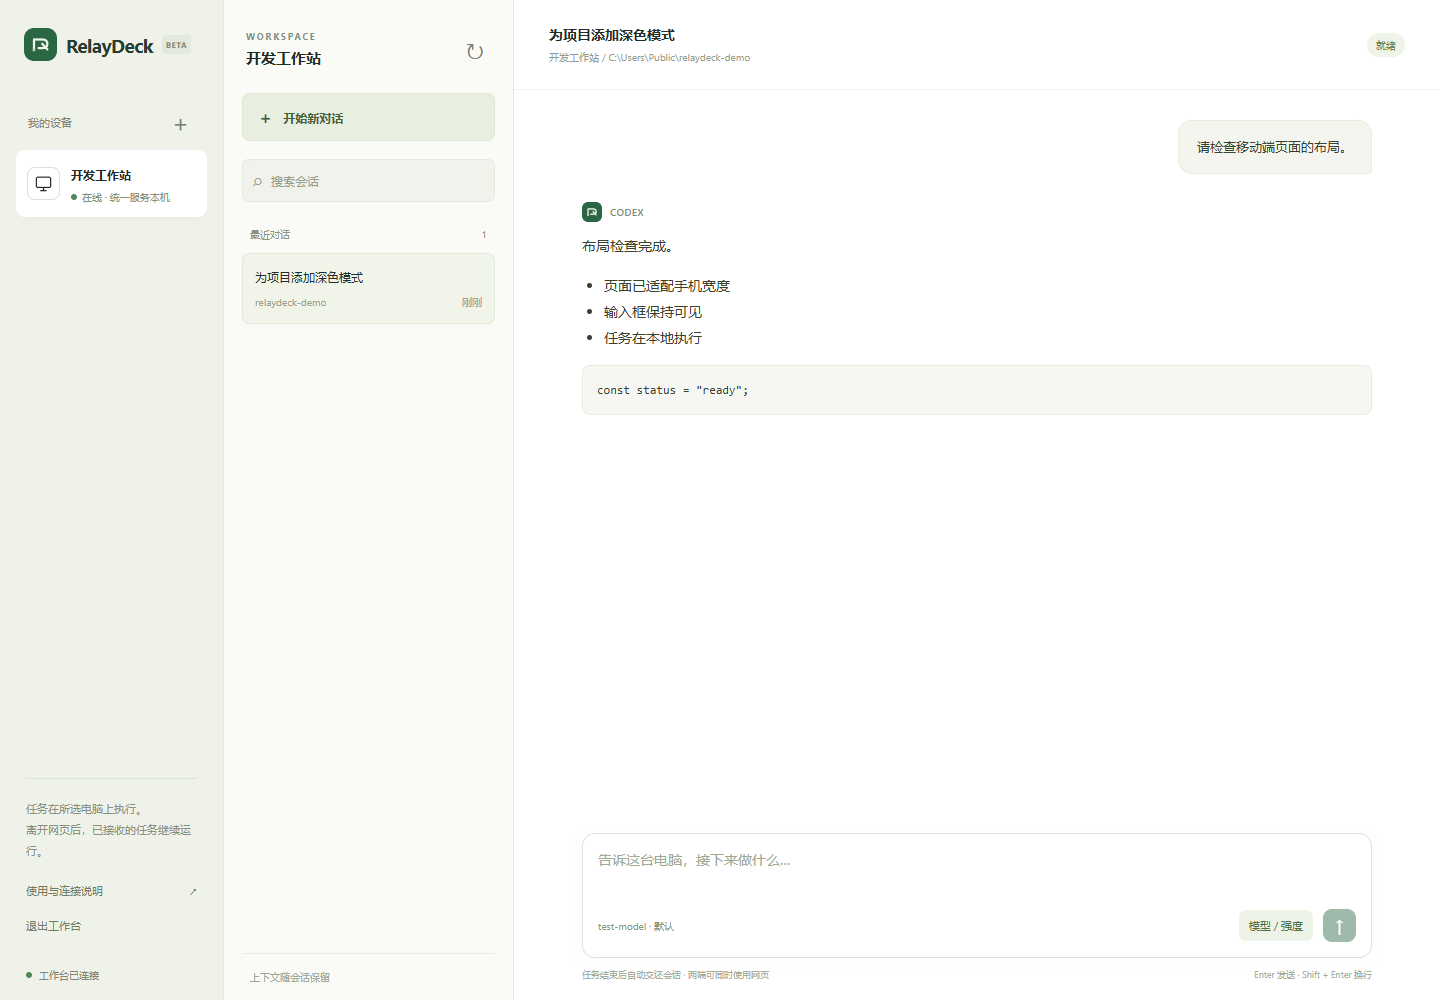 RelayDeck BETA
我的设备
开发工作站
在线 · 统一服务本机
任务在所选电脑上执行。
离开网页后，已接收的任务继续运
行。
使用与连接说明 ↗
退出工作台
工作台已连接
WORKSPACE
开发工作站
+ 开始新对话
搜索会话
最近对话 1
为项目添加深色模式
relaydeck-demo 刚刚
上下文随会话保留
为项目添加深色模式
开发工作站 / C:\Users\Public\relaydeck-demo
就绪
请检查移动端页面的布局。
CODEX
布局检查完成。
• 页面已适配手机宽度
• 输入框保持可见
• 任务在本地执行
const status = "ready";
告诉这台电脑，接下来做什么...
test-model · 默认
模型 / 强度
任务结束后自动交还会话 · 两端可同时使用网页
Enter 发送 · Shift + Enter 换行